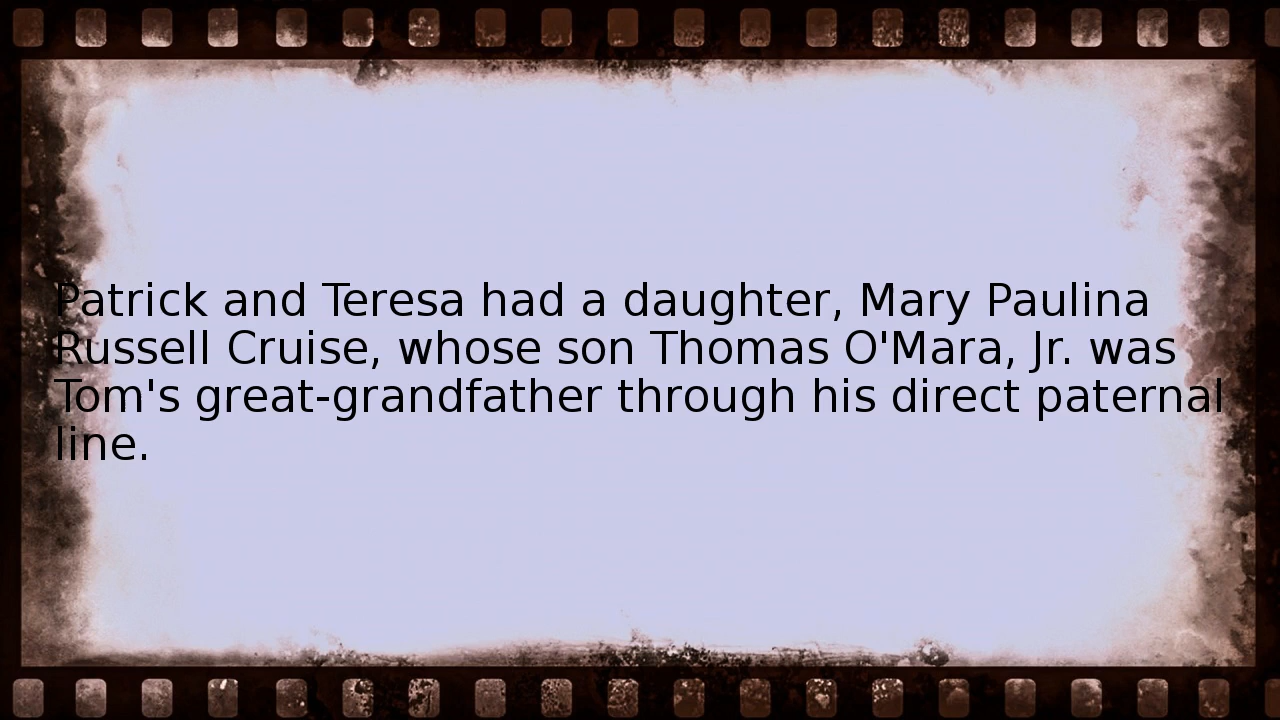 Patrick and Teresa had a daughter, Mary Paulina
Russell Cruise, whose son Thomas O'Mara, Jr. was
Tom's great-grandfather through his direct paternal
line.